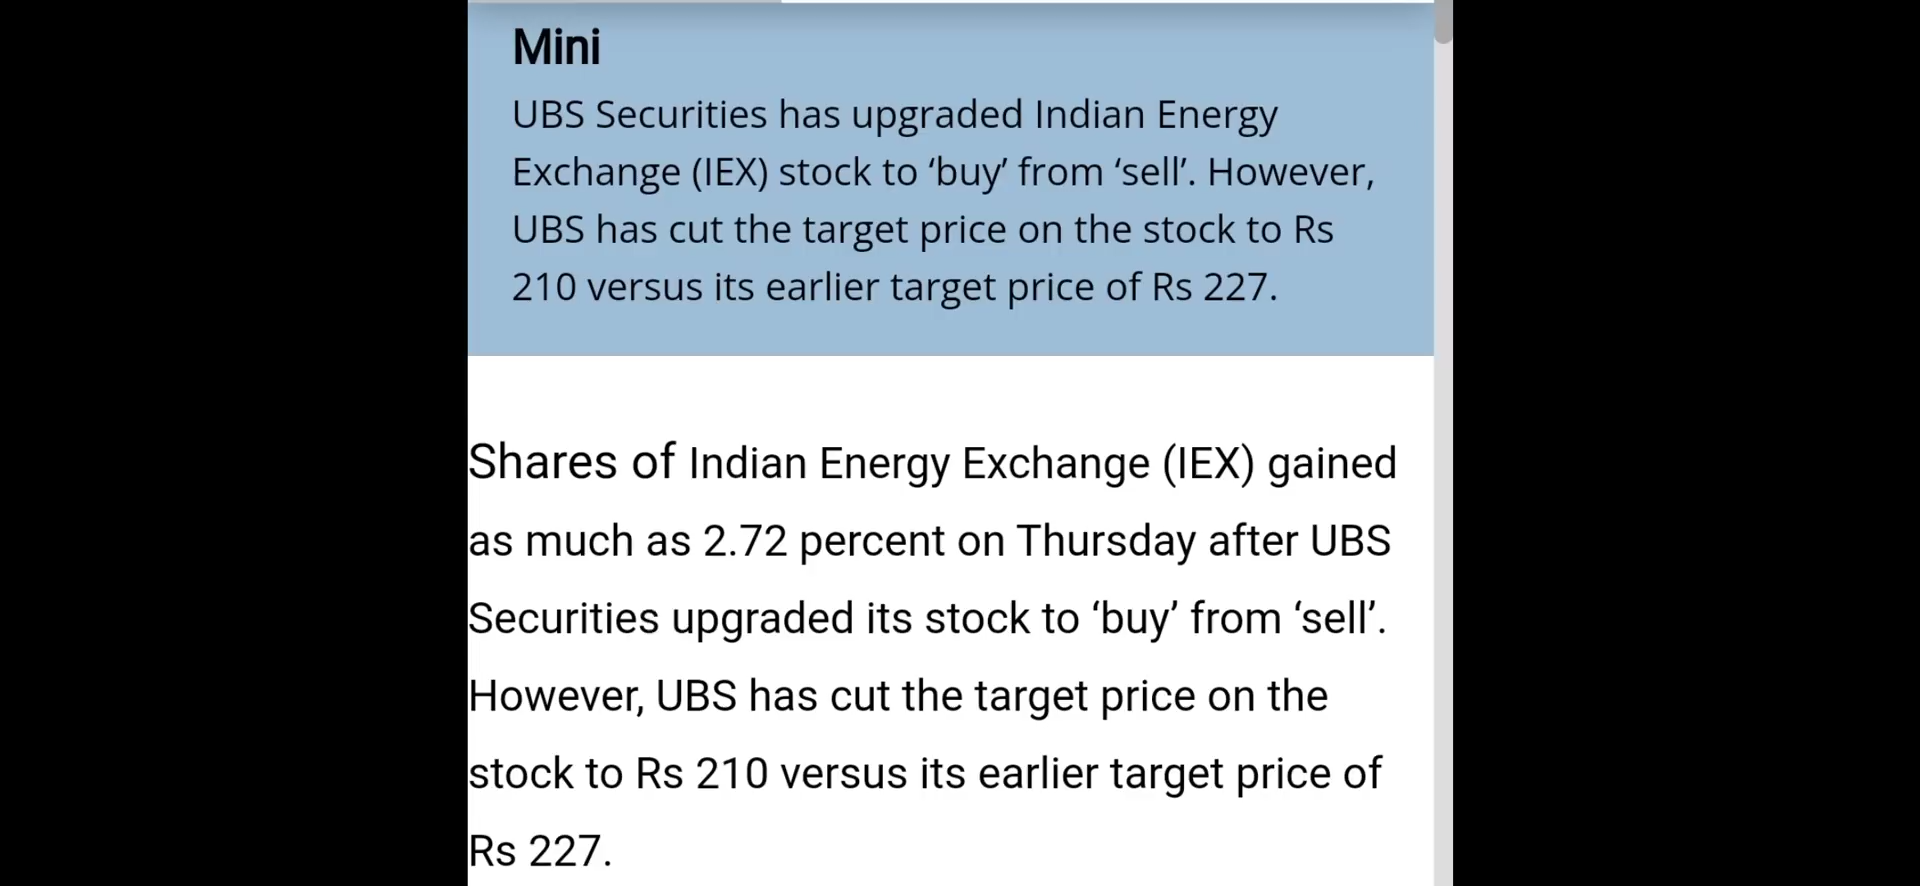 Mini
UBS Securities has upgraded Indian Energy
Exchange (IEX) stock to ‘buy’ from ‘sell’. However,
UBS has cut the target price on the stock to Rs
210 versus its earlier target price of Rs 227.
Shares of Indian Energy Exchange (IEX) gained
as much as 2.72 percent on Thursday after UBS
Securities upgraded its stock to ‘buy’ from ‘sell’.
However, UBS has cut the target price on the
stock to Rs 210 versus its earlier target price of
Rs 227.